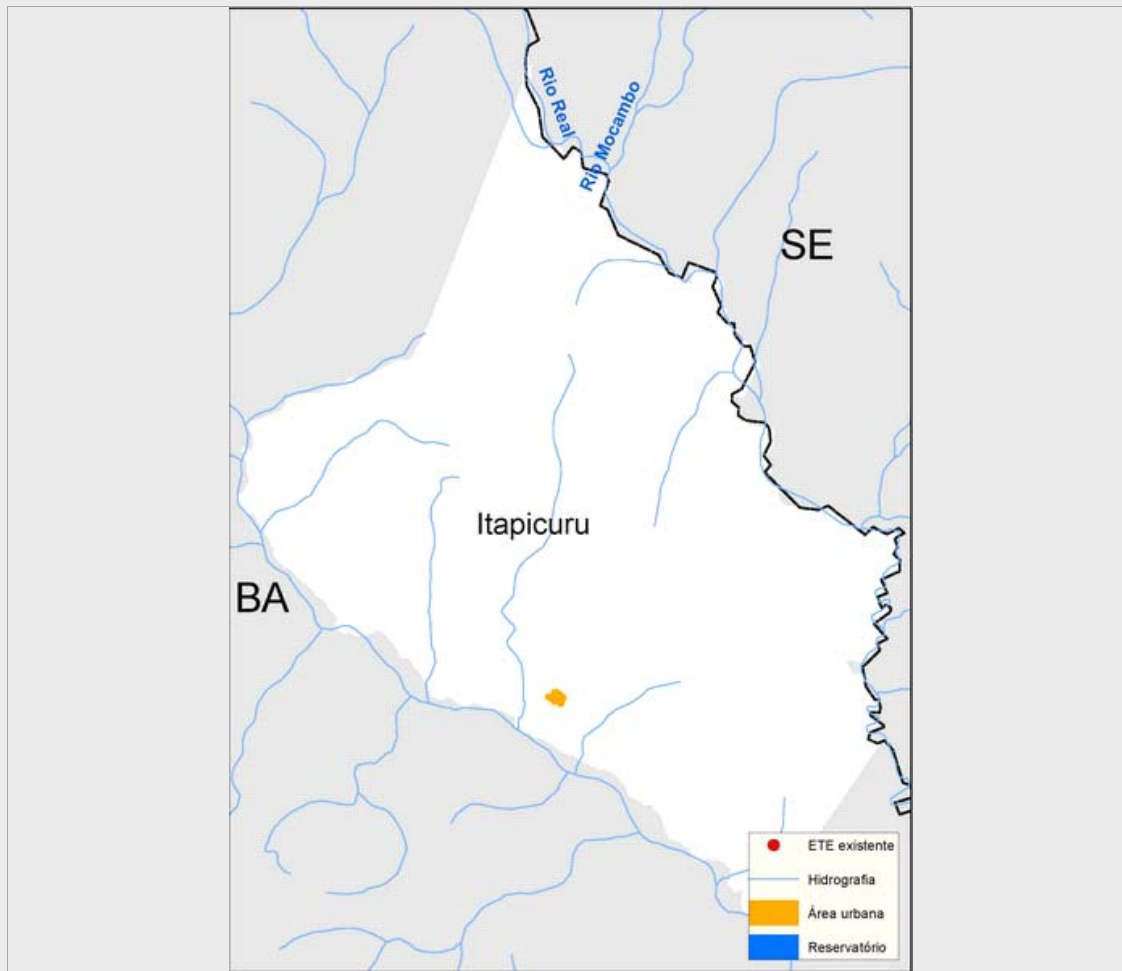 Rio Real
Rio Mocambo
SE
Itapicuru
BA
ETE existente
Hidrografia
Área urbana
Reservatório